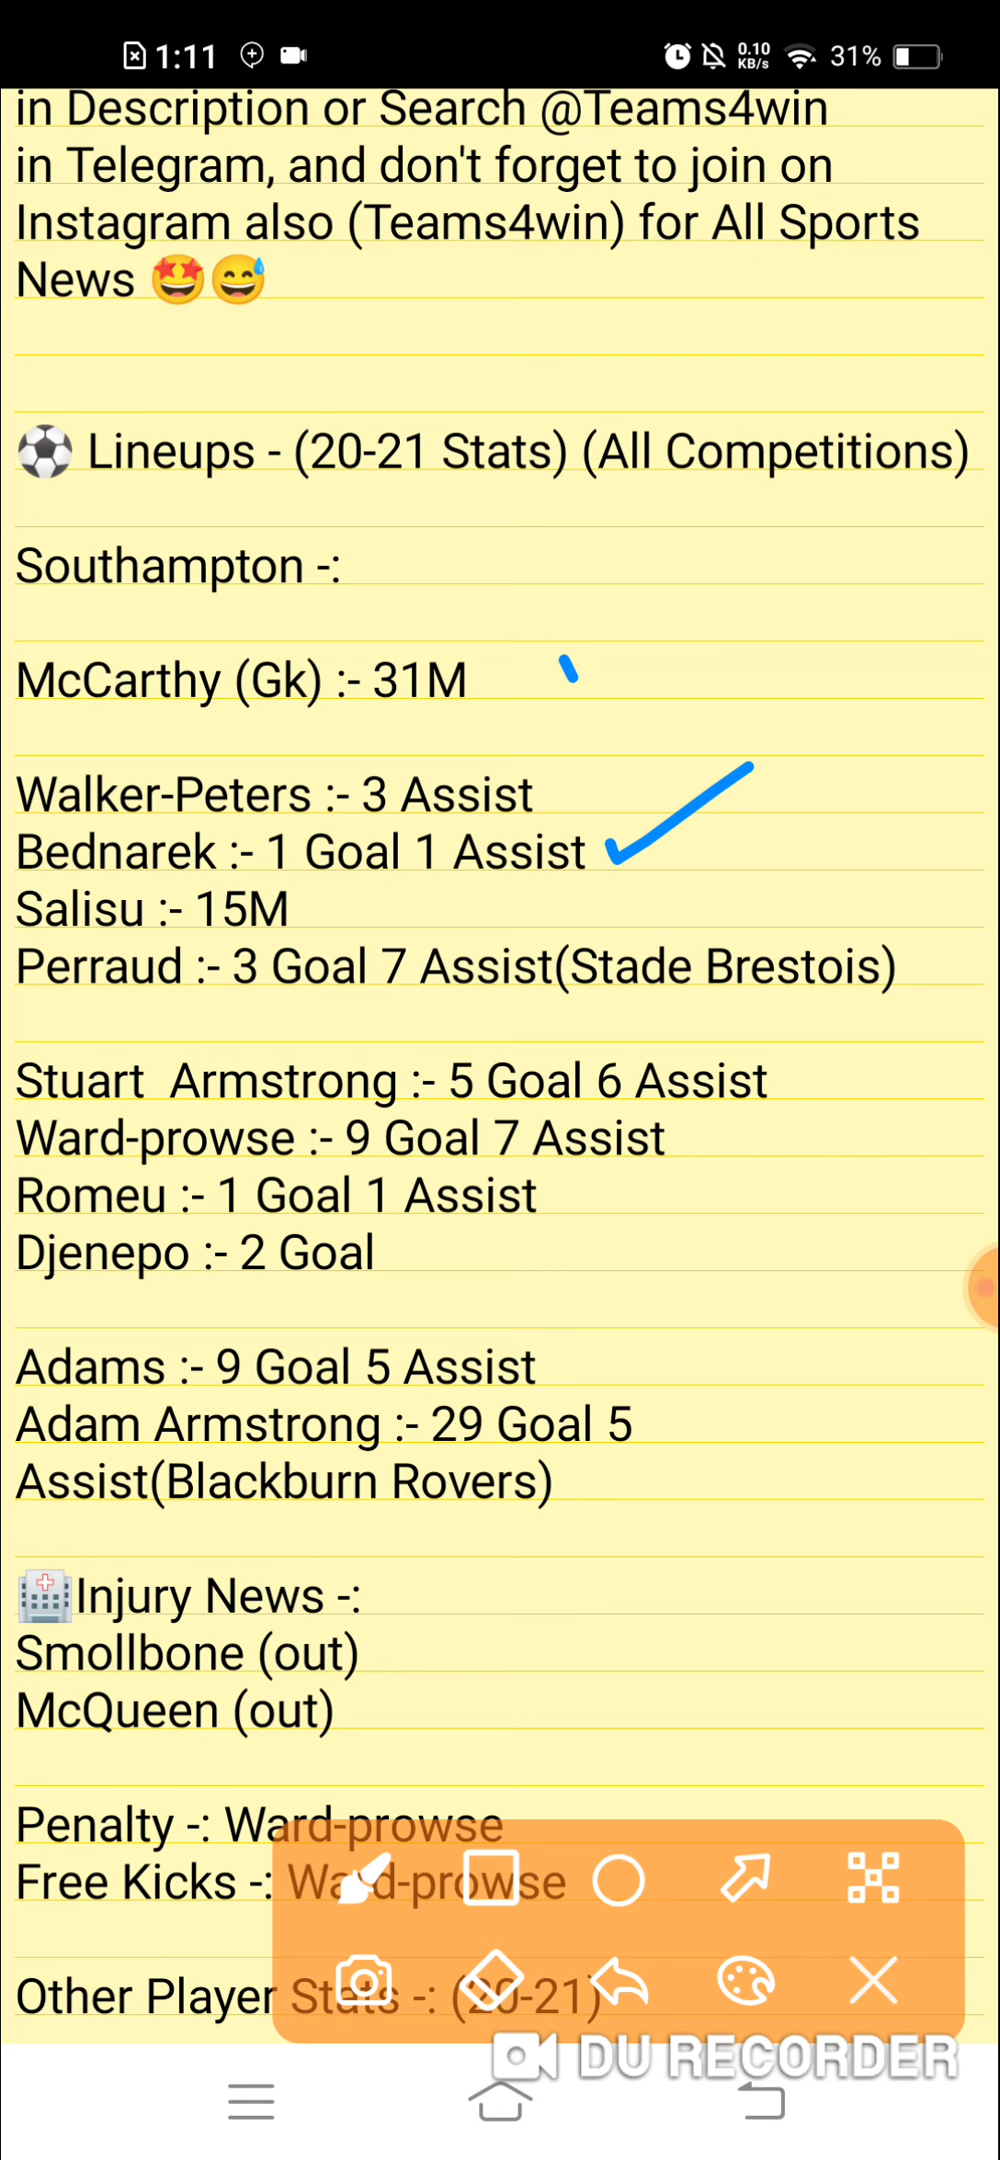 1:11
0.10
KB/s
31%
in Description or Search @Teams4win
in Telegram, and don't forget to join on
Instagram also (Teams4win) for All Sports
News 🤩😅
⚽ Lineups - (20-21 Stats) (All Competitions)
Southampton -:
McCarthy (Gk) :- 31M
Walker-Peters :- 3 Assist
Bednarek :- 1 Goal 1 Assist
Salisu :- 15M
Perraud :- 3 Goal 7 Assist(Stade Brestois)
Stuart  Armstrong :- 5 Goal 6 Assist
Ward-prowse :- 9 Goal 7 Assist
Romeu :- 1 Goal 1 Assist
Djenepo :- 2 Goal
Adams :- 9 Goal 5 Assist
Adam Armstrong :- 29 Goal 5
Assist(Blackburn Rovers)
🏥Injury News -:
Smollbone (out)
McQueen (out)
Penalty -: Ward-prowse
Free Kicks -: Ward-prowse
Other Player Stats -: (20-21)
DU RECORDER